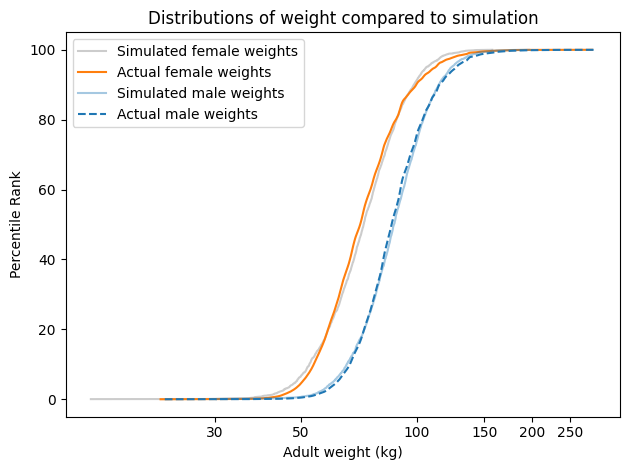 Distributions of weight compared to simulation
Simulated female weights
Actual female weights
Simulated male weights
Actual male weights
100
80
60
40
20
0
Percentile Rank
30 50 100 150 200 250
Adult weight (kg)